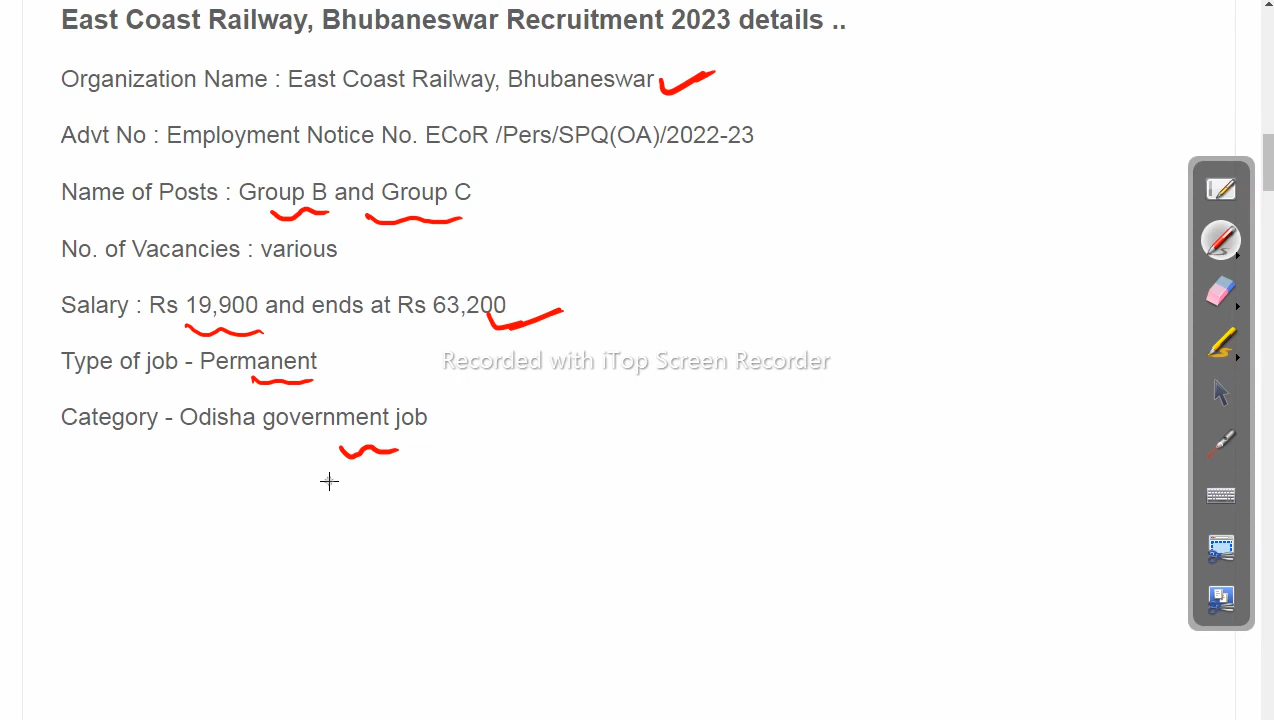 East Coast Railway, Bhubaneswar Recruitment 2023 details ..
Organization Name : East Coast Railway, Bhubaneswar
Advt No : Employment Notice No. ECoR /Pers/SPQ(OA)/2022-23
Name of Posts : Group B and Group C
No. of Vacancies : various
Salary : Rs 19,900 and ends at Rs 63,200
Type of job - Permanent
Recorded with iTop Screen Recorder
Category - Odisha government job